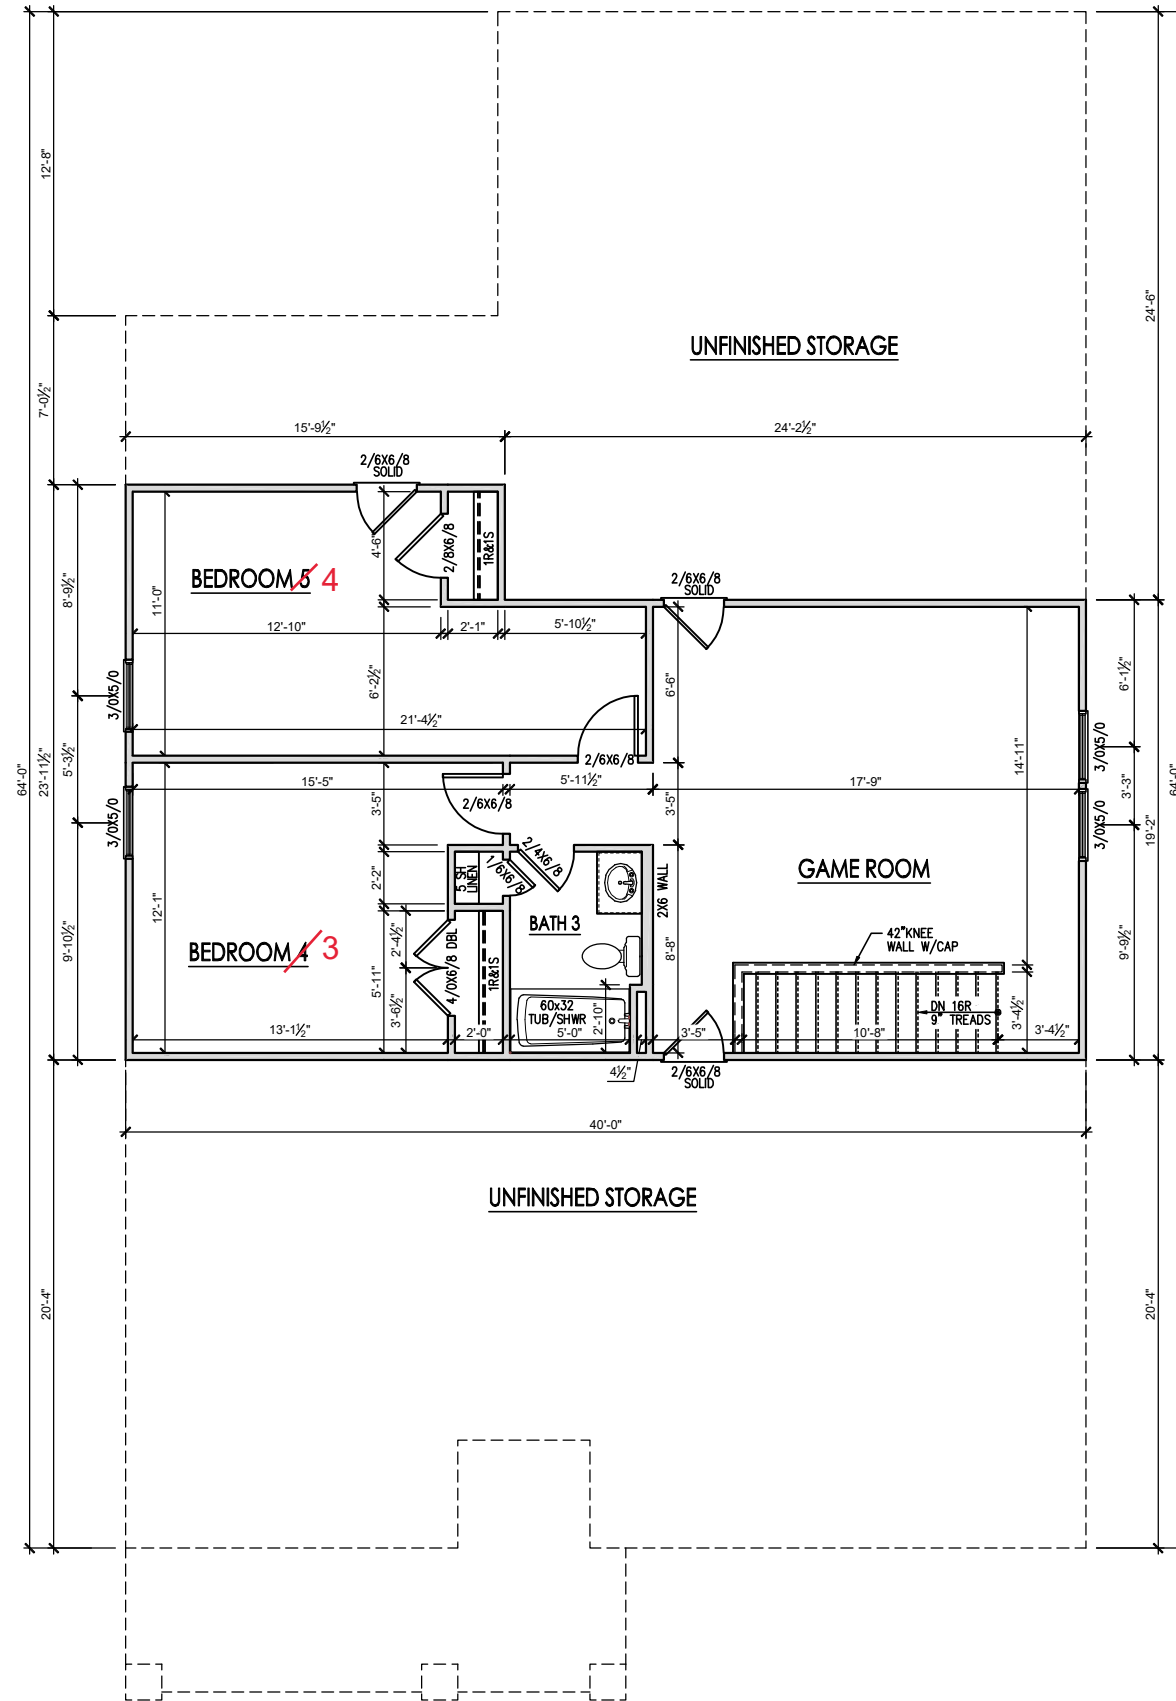 12'-8"
24'-6"
UNFINISHED STORAGE
7'-0½"
15'-9½"
24'-2½"
2/6X6/8
SOLID
4'-6"
2/8X6/8
1R&1S
BEDROOM 5 4
11'-0"
8'-9½"
2/6X6/8
SOLID
12'-10"
2'-1"
5'-10½"
6'-2½"
6'-6"
6'-1½"
3/0X5/0
21'-4½"
2/6X6/8
3/0X5/0
14'-11"
64'-0"
23'-11½"
5'-3½"
3'-3"
64'-0"
15'-5"
5'-11½"
17'-9"
2/6X6/8
3/0X5/0
3'-5"
3'-5"
3/0X5/0
19'-2"
2/4X6/8
1/6X6/8
5 SH
LINEN
2'-2"
2X6 WALL
GAME ROOM
12'-1"
BATH 3
9'-10½"
BEDROOM 4 3
2'-4½"
4/0X6/8 DBL
8'-8"
42"KNEE
WALL W/CAP
9'-9½"
5'-11"
1R&1S
3'-6½"
60x32
TUB/SHWR
2'-10"
DN 16R
9" TREADS
3'-4½"
13'-1½"
2'-0"
5'-0"
3'-5"
10'-8"
3'-4½"
4½"
2/6X6/8
SOLID
40'-0"
UNFINISHED STORAGE
20'-4"
20'-4"